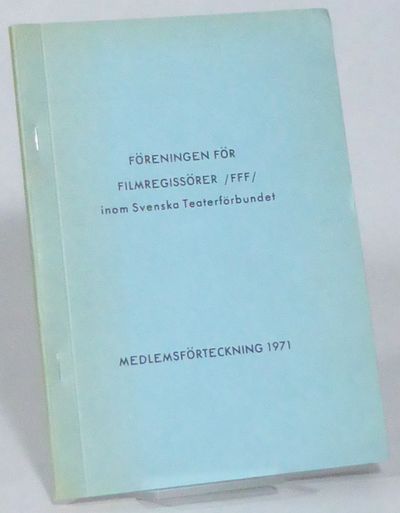 FÖRENINGEN FÖR
FILMREGISSÖRER /FFF/
inom Svenska Teaterförbundet
MEDLEMSFÖRTECKNING 1971